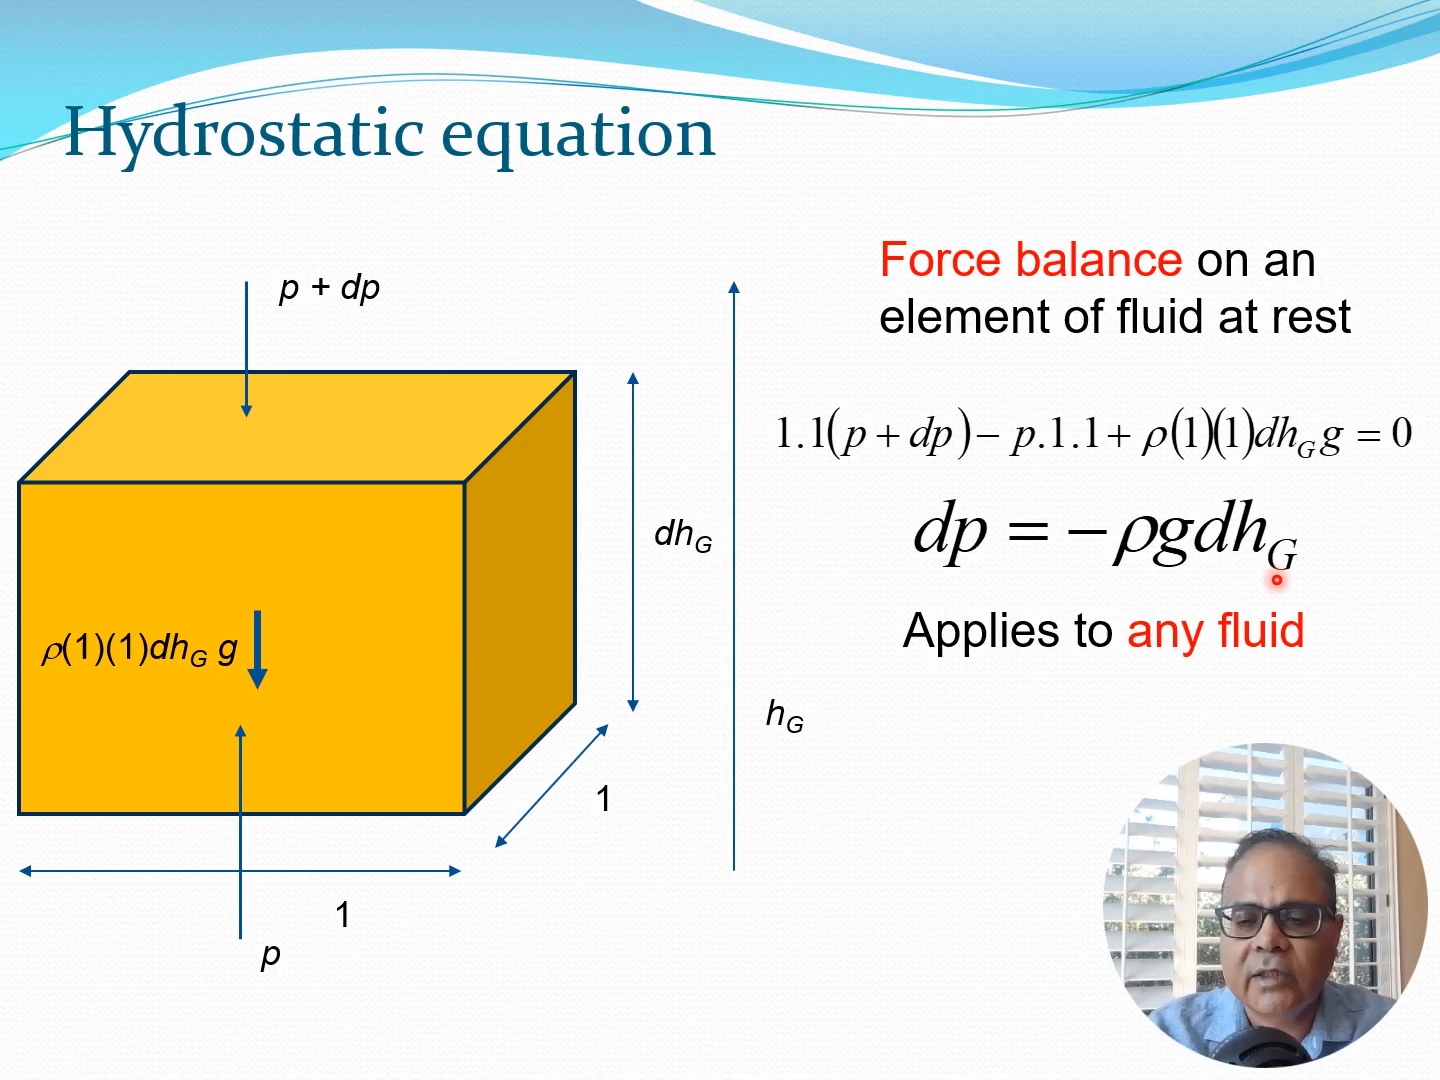 Hydrostatic equation
p + dp
Force balance on an
element of fluid at rest
1.1(p + dp) − p.1.1 + ρ(1)(1)dh_G g = 0
dp = −ρgdh_G
dh_G
Applies to any fluid
ρ(1)(1)dh_G g
h_G
1
1
p